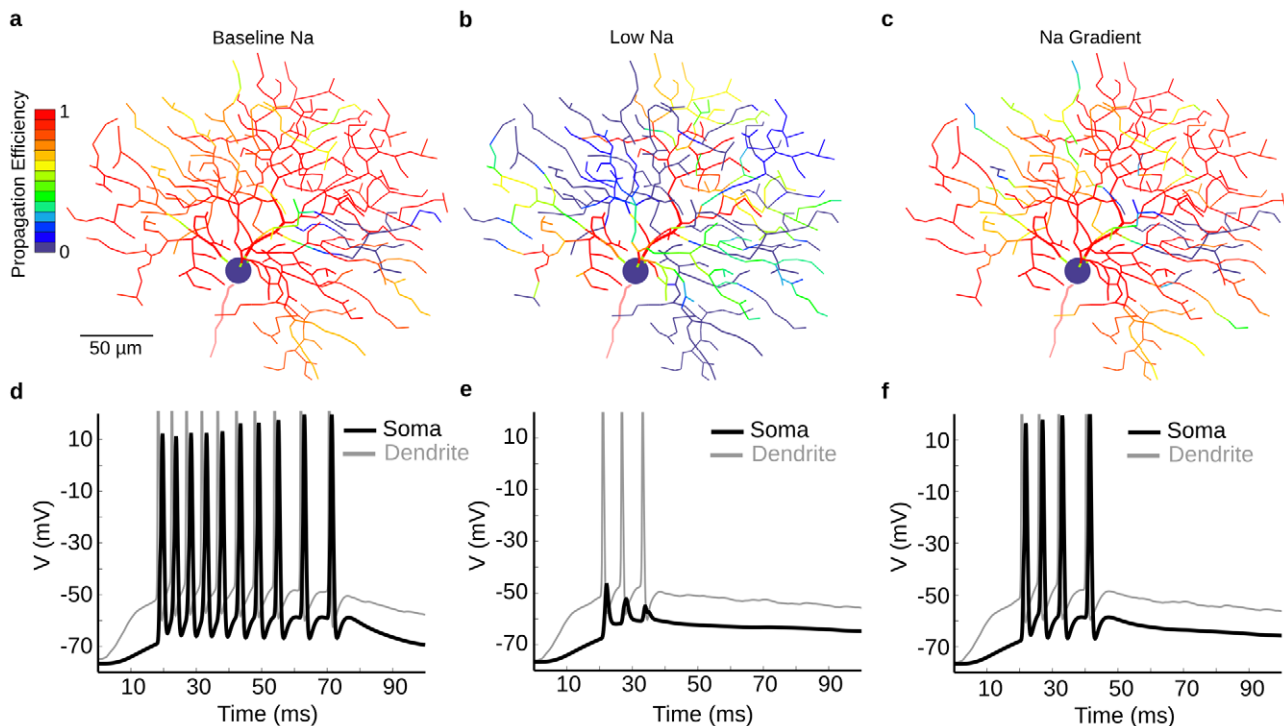 a
Baseline Na
b
Low Na
c
Na Gradient
Propagation Efficiency
1
0
50 µm
d
e
f
V (mV)
10
-10
-30
-50
-70
Soma
Dendrite
10 30 50 70 90
Time (ms)
V (mV)
10
-10
-30
-50
-70
Soma
Dendrite
10 30 50 70 90
Time (ms)
V (mV)
10
-10
-30
-50
-70
Soma
Dendrite
10 30 50 70 90
Time (ms)